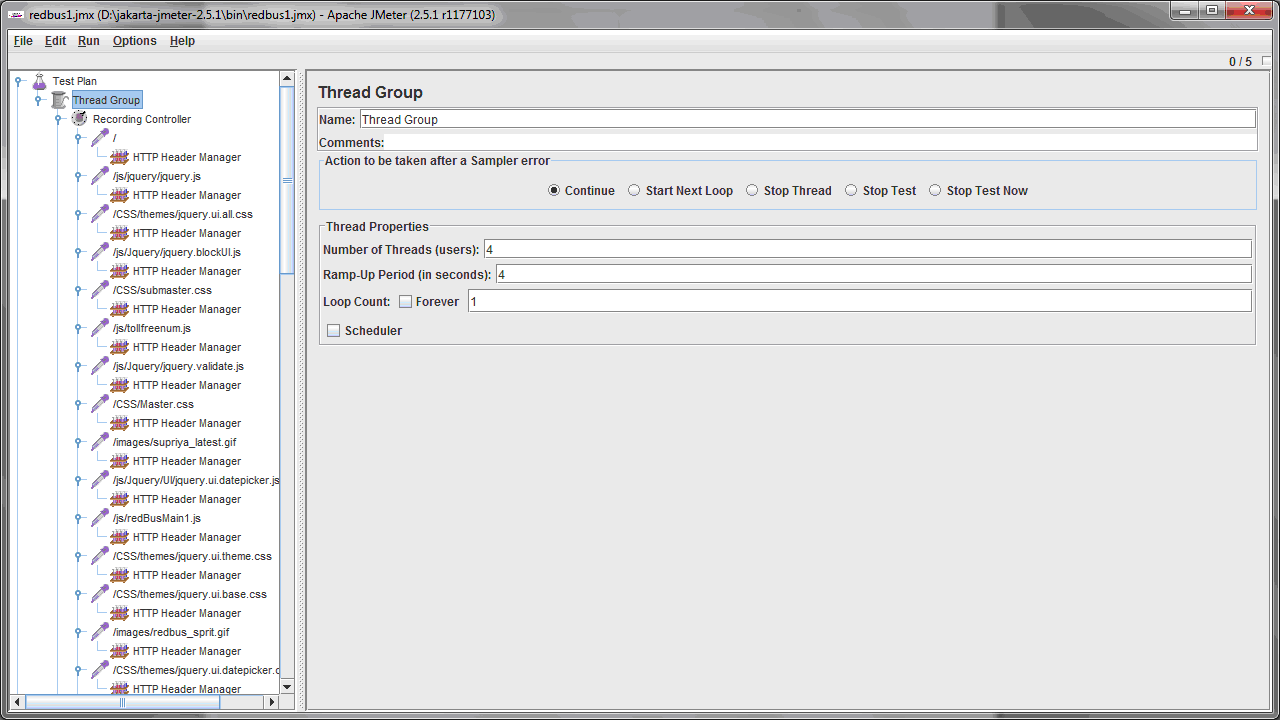 redbus1.jmx (D:\jakarta-jmeter-2.5.1\bin\redbus1.jmx) - Apache JMeter (2.5.1 r1177103)
File Edit Run Options Help
0 / 5
Test Plan
Thread Group
Recording Controller
/
HTTP Header Manager
/js/jquery/jquery.js
HTTP Header Manager
/CSS/themes/jquery.ui.all.css
HTTP Header Manager
/js/Jquery/jquery.blockUI.js
HTTP Header Manager
/CSS/submaster.css
HTTP Header Manager
/js/tollfreenum.js
HTTP Header Manager
/js/Jquery/jquery.validate.js
HTTP Header Manager
/CSS/Master.css
HTTP Header Manager
/images/supriya_latest.gif
HTTP Header Manager
/js/Jquery/UI/jquery.ui.datepicker.js
HTTP Header Manager
/js/redBusMain1.js
HTTP Header Manager
/CSS/themes/jquery.ui.theme.css
HTTP Header Manager
/CSS/themes/jquery.ui.base.css
HTTP Header Manager
/images/redbus_sprit.gif
HTTP Header Manager
/CSS/themes/jquery.ui.datepicker.c
HTTP Header Manager
Thread Group
Name: Thread Group
Comments:
Action to be taken after a Sampler error
Continue Start Next Loop Stop Thread Stop Test Stop Test Now
Thread Properties
Number of Threads (users): 4
Ramp-Up Period (in seconds): 4
Loop Count: Forever 1
Scheduler